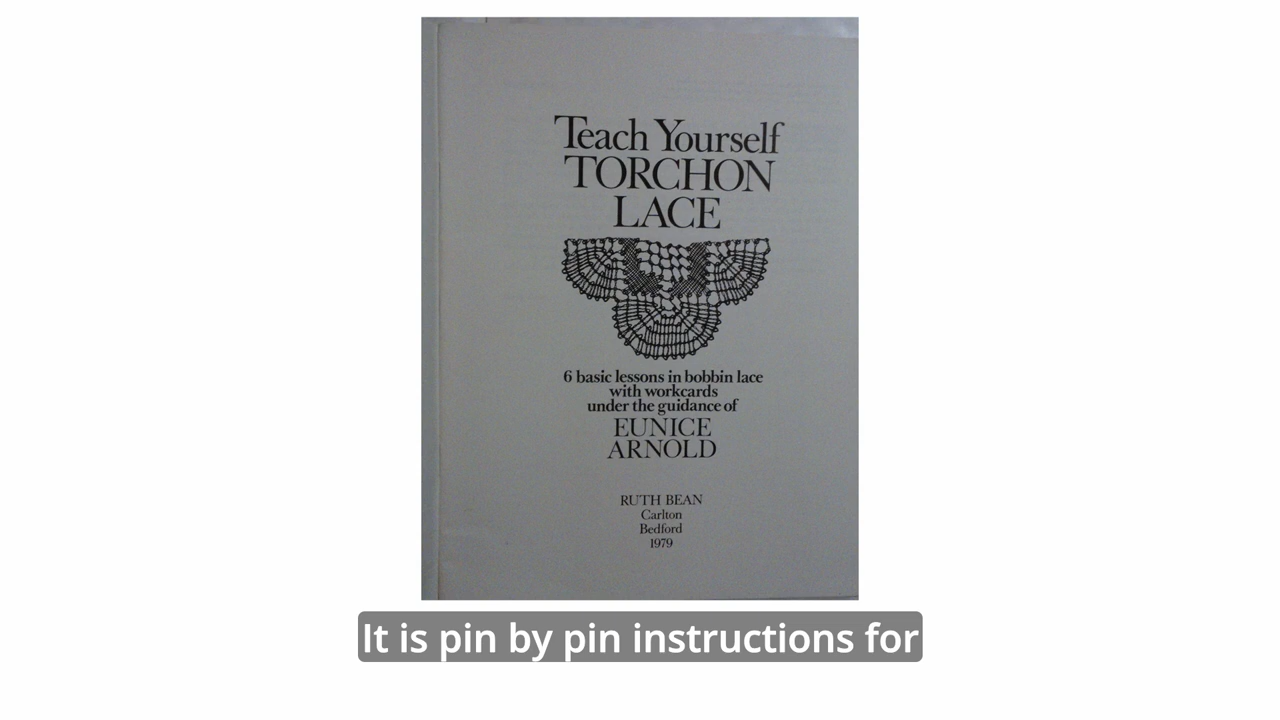 Teach Yourself
TORCHON
LACE
6 basic lessons in bobbin lace
with workcards
under the guidance of
EUNICE
ARNOLD
RUTH BEAN
Carlton
Bedford
1979
It is pin by pin instructions for